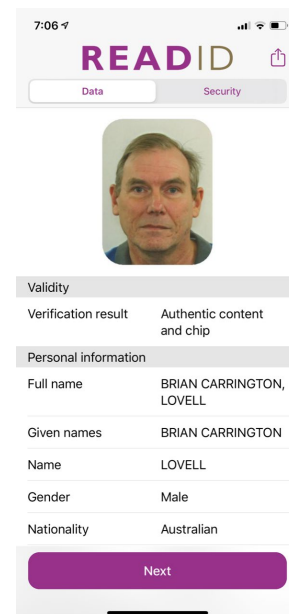 7:06
READID
Data Security
Validity
Verification result Authentic content
and chip
Personal information
Full name BRIAN CARRINGTON,
LOVELL
Given names BRIAN CARRINGTON
Name LOVELL
Gender Male
Nationality Australian
Next